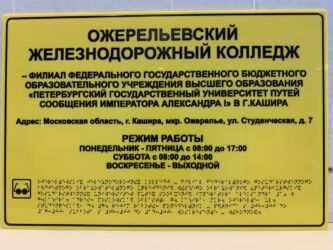 ОЖЕРЕЛЬЕВСКИЙ
ЖЕЛЕЗНОДОРОЖНЫЙ КОЛЛЕДЖ
– ФИЛИАЛ ФЕДЕРАЛЬНОГО ГОСУДАРСТВЕННОГО БЮДЖЕТНОГО
ОБРАЗОВАТЕЛЬНОГО УЧРЕЖДЕНИЯ ВЫСШЕГО ОБРАЗОВАНИЯ
«ПЕТЕРБУРГСКИЙ ГОСУДАРСТВЕННЫЙ УНИВЕРСИТЕТ ПУТЕЙ
СООБЩЕНИЯ ИМПЕРАТОРА АЛЕКСАНДРА I» В Г.КАШИРА
Адрес: Московская область, г. Кашира, мкр. Ожерелье, ул. Студенческая, д. 7
РЕЖИМ РАБОТЫ
ПОНЕДЕЛЬНИК - ПЯТНИЦА с 08:00 до 17:00
СУББОТА с 08:00 до 14:00
ВОСКРЕСЕНЬЕ - ВЫХОДНОЙ